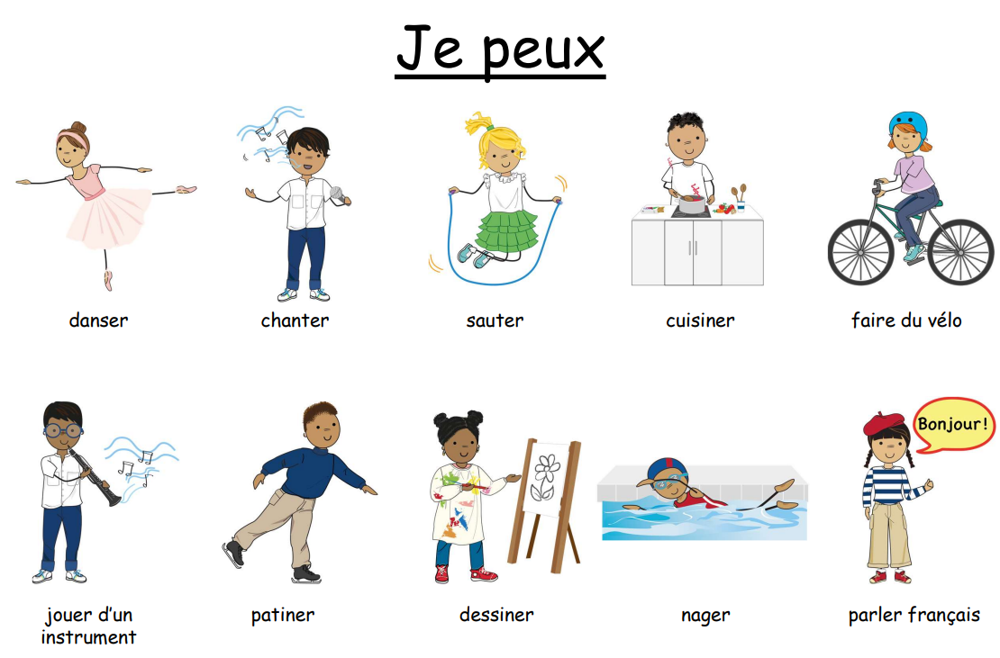 Je peux
danser
chanter
sauter
cuisiner
faire du vélo
Bonjour!
jouer d'un
instrument
patiner
dessiner
nager
parler français